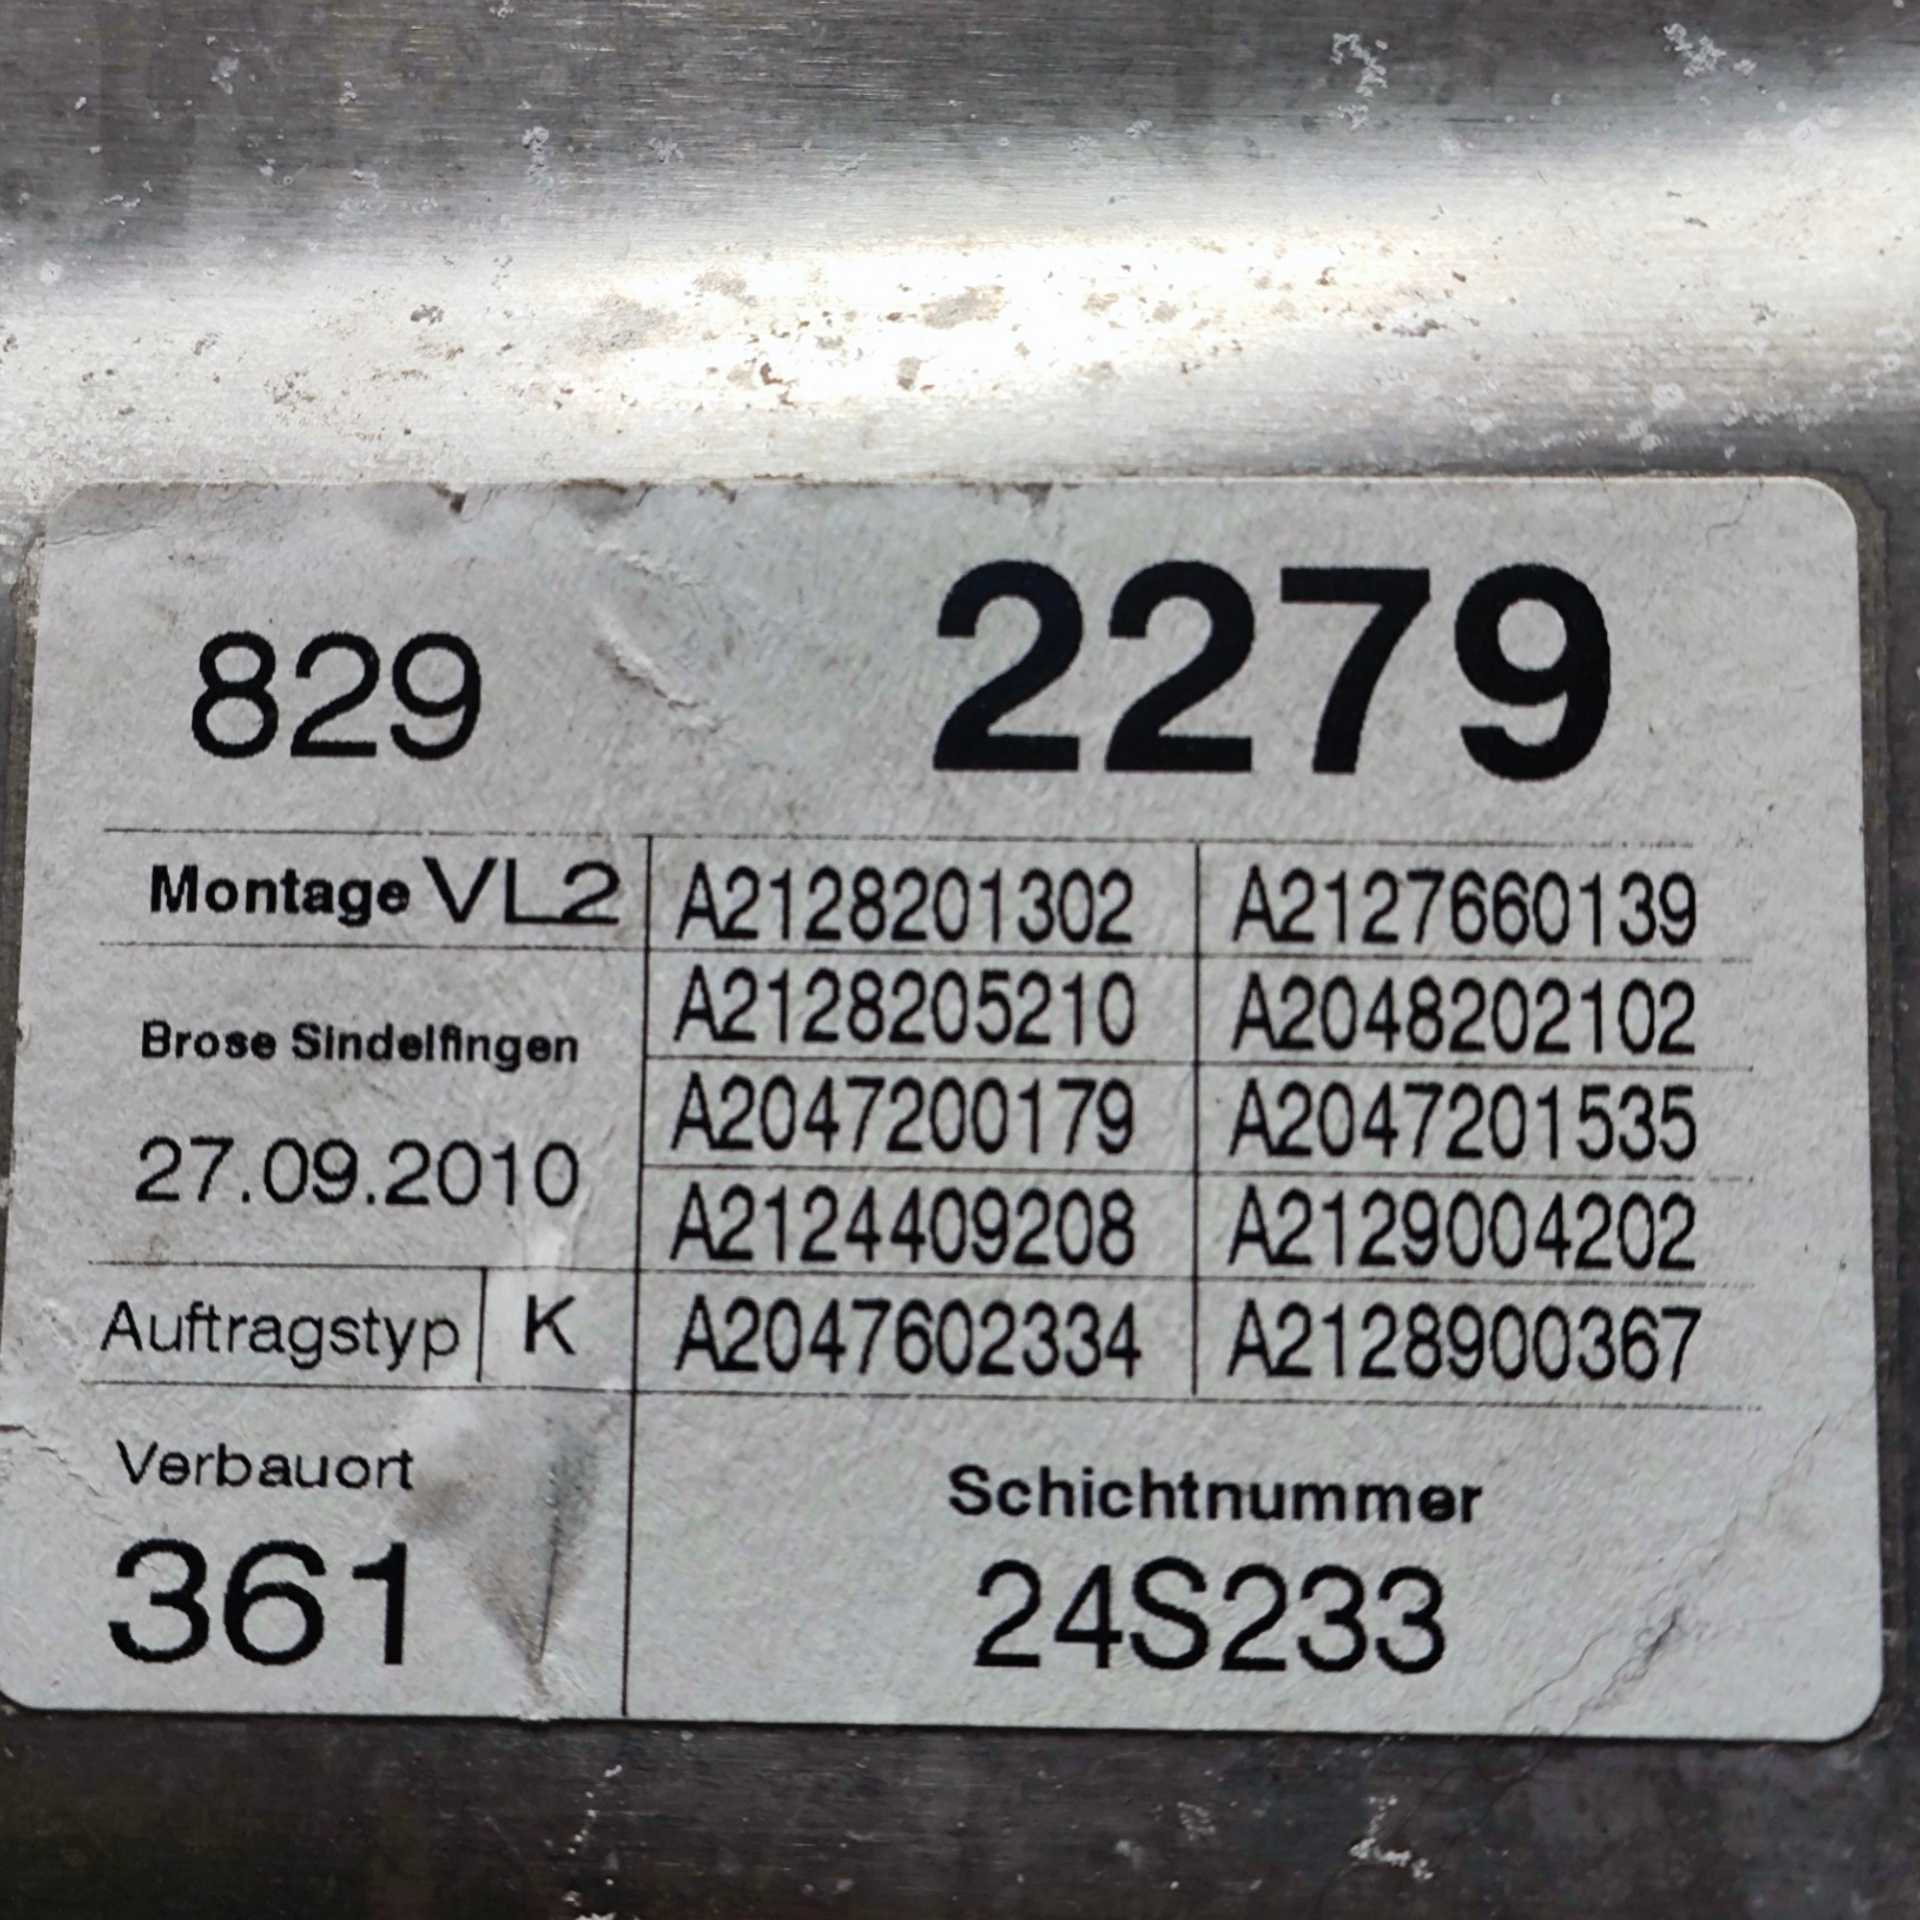 829 2279
Montage VL2 A2128201302 A2127660139
A2128205210 A2048202102
Brose Sindelfingen
A2047200179 A2047201535
27.09.2010
A2124409208 A2129004202
Auftragstyp K A2047602334 A2128900367
Verbauort Schichtnummer
361 24S233